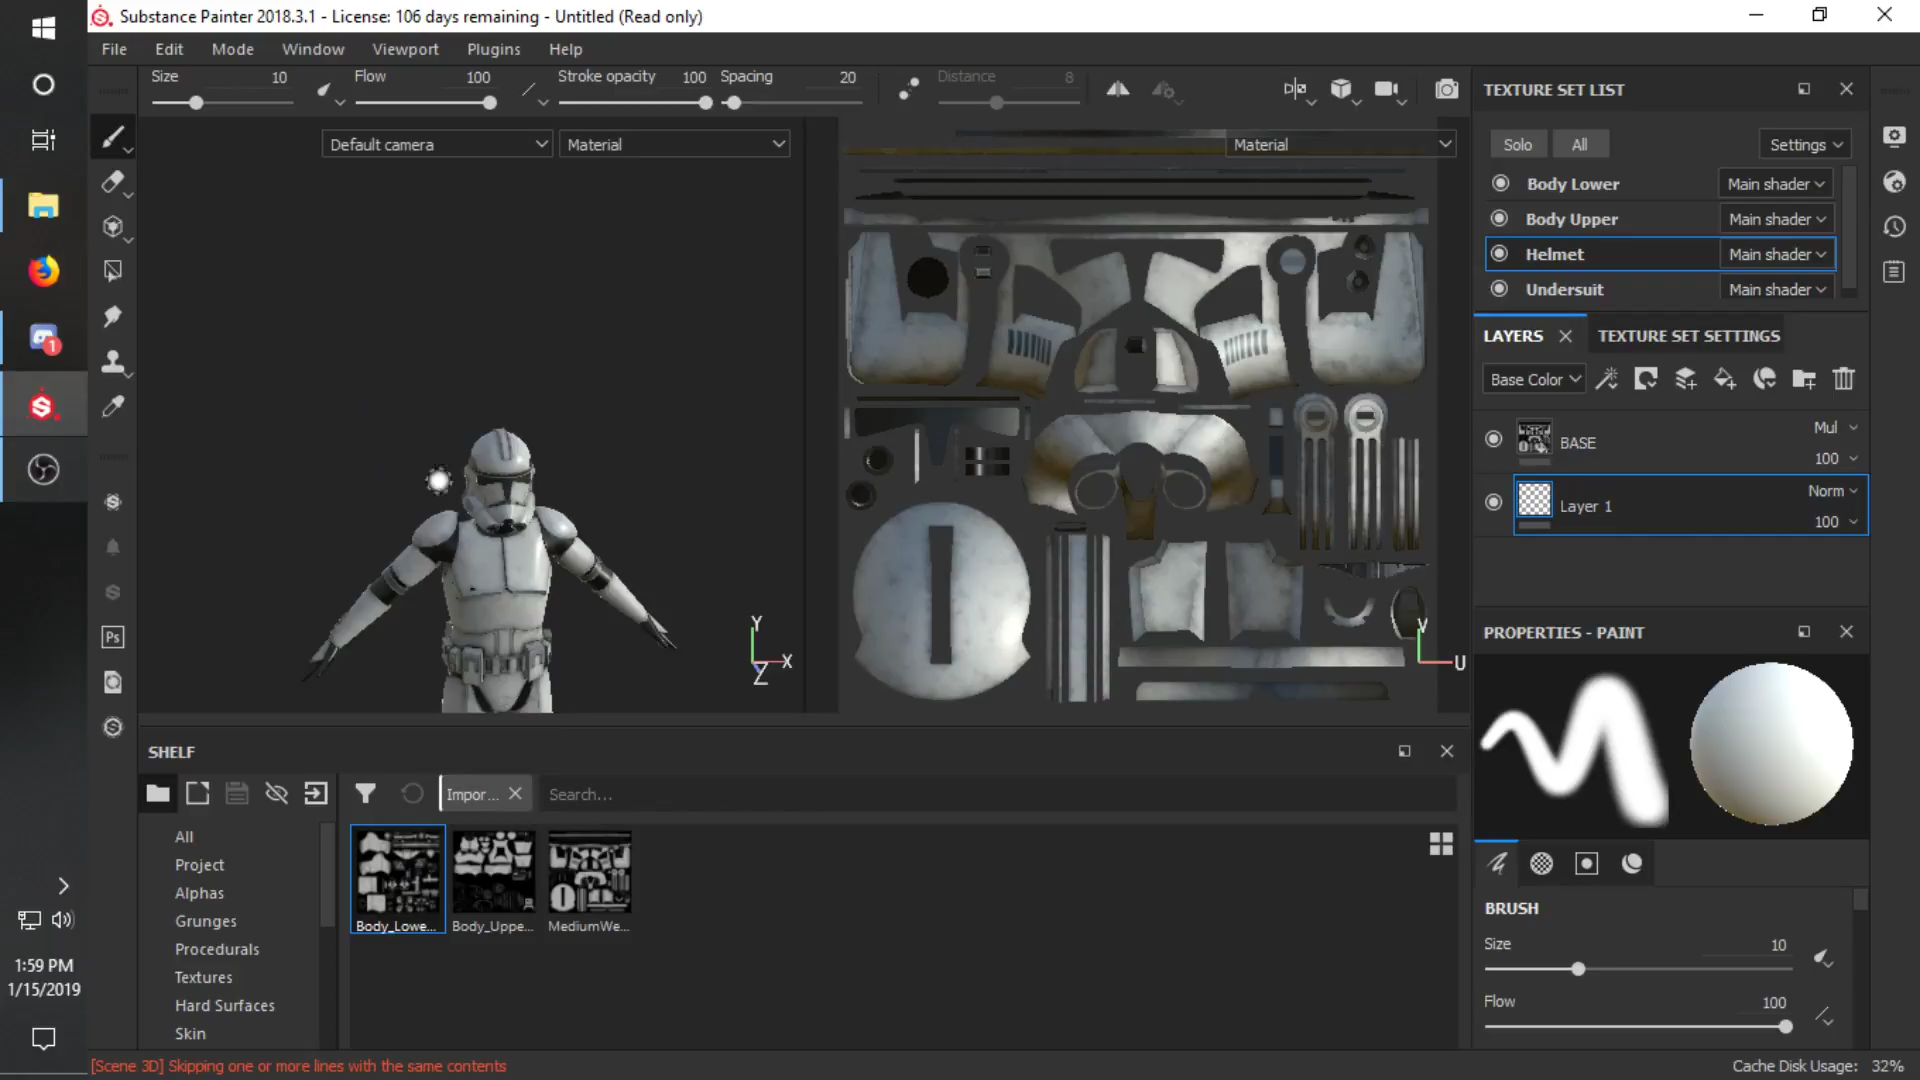 Substance Painter 2018.3.1 - License: 106 days remaining - Untitled (Read only)
File Edit Mode Window Viewport Plugins Help
Size 10 Flow 100 Stroke opacity 100 Spacing 20 Distance 8
Default camera Material Material
TEXTURE SET LIST
Solo All Settings
Body Lower Main shader
Body Upper Main shader
Helmet Main shader
Undersuit Main shader
LAYERS TEXTURE SET SETTINGS
Base Color
BASE Mul 100
Layer 1 Norm 100
Y
X
Z
V
U
1
Ps
PROPERTIES - PAINT
SHELF
Impor... Search...
All
Project
Alphas
Grunges
Procedurals
Textures
Hard Surfaces
Skin
Body_Lowe... Body_Uppe... MediumWe...
BRUSH
Size 10
Flow 100
1:59 PM
1/15/2019
[Scene 3D] Skipping one or more lines with the same contents
Cache Disk Usage: 32%